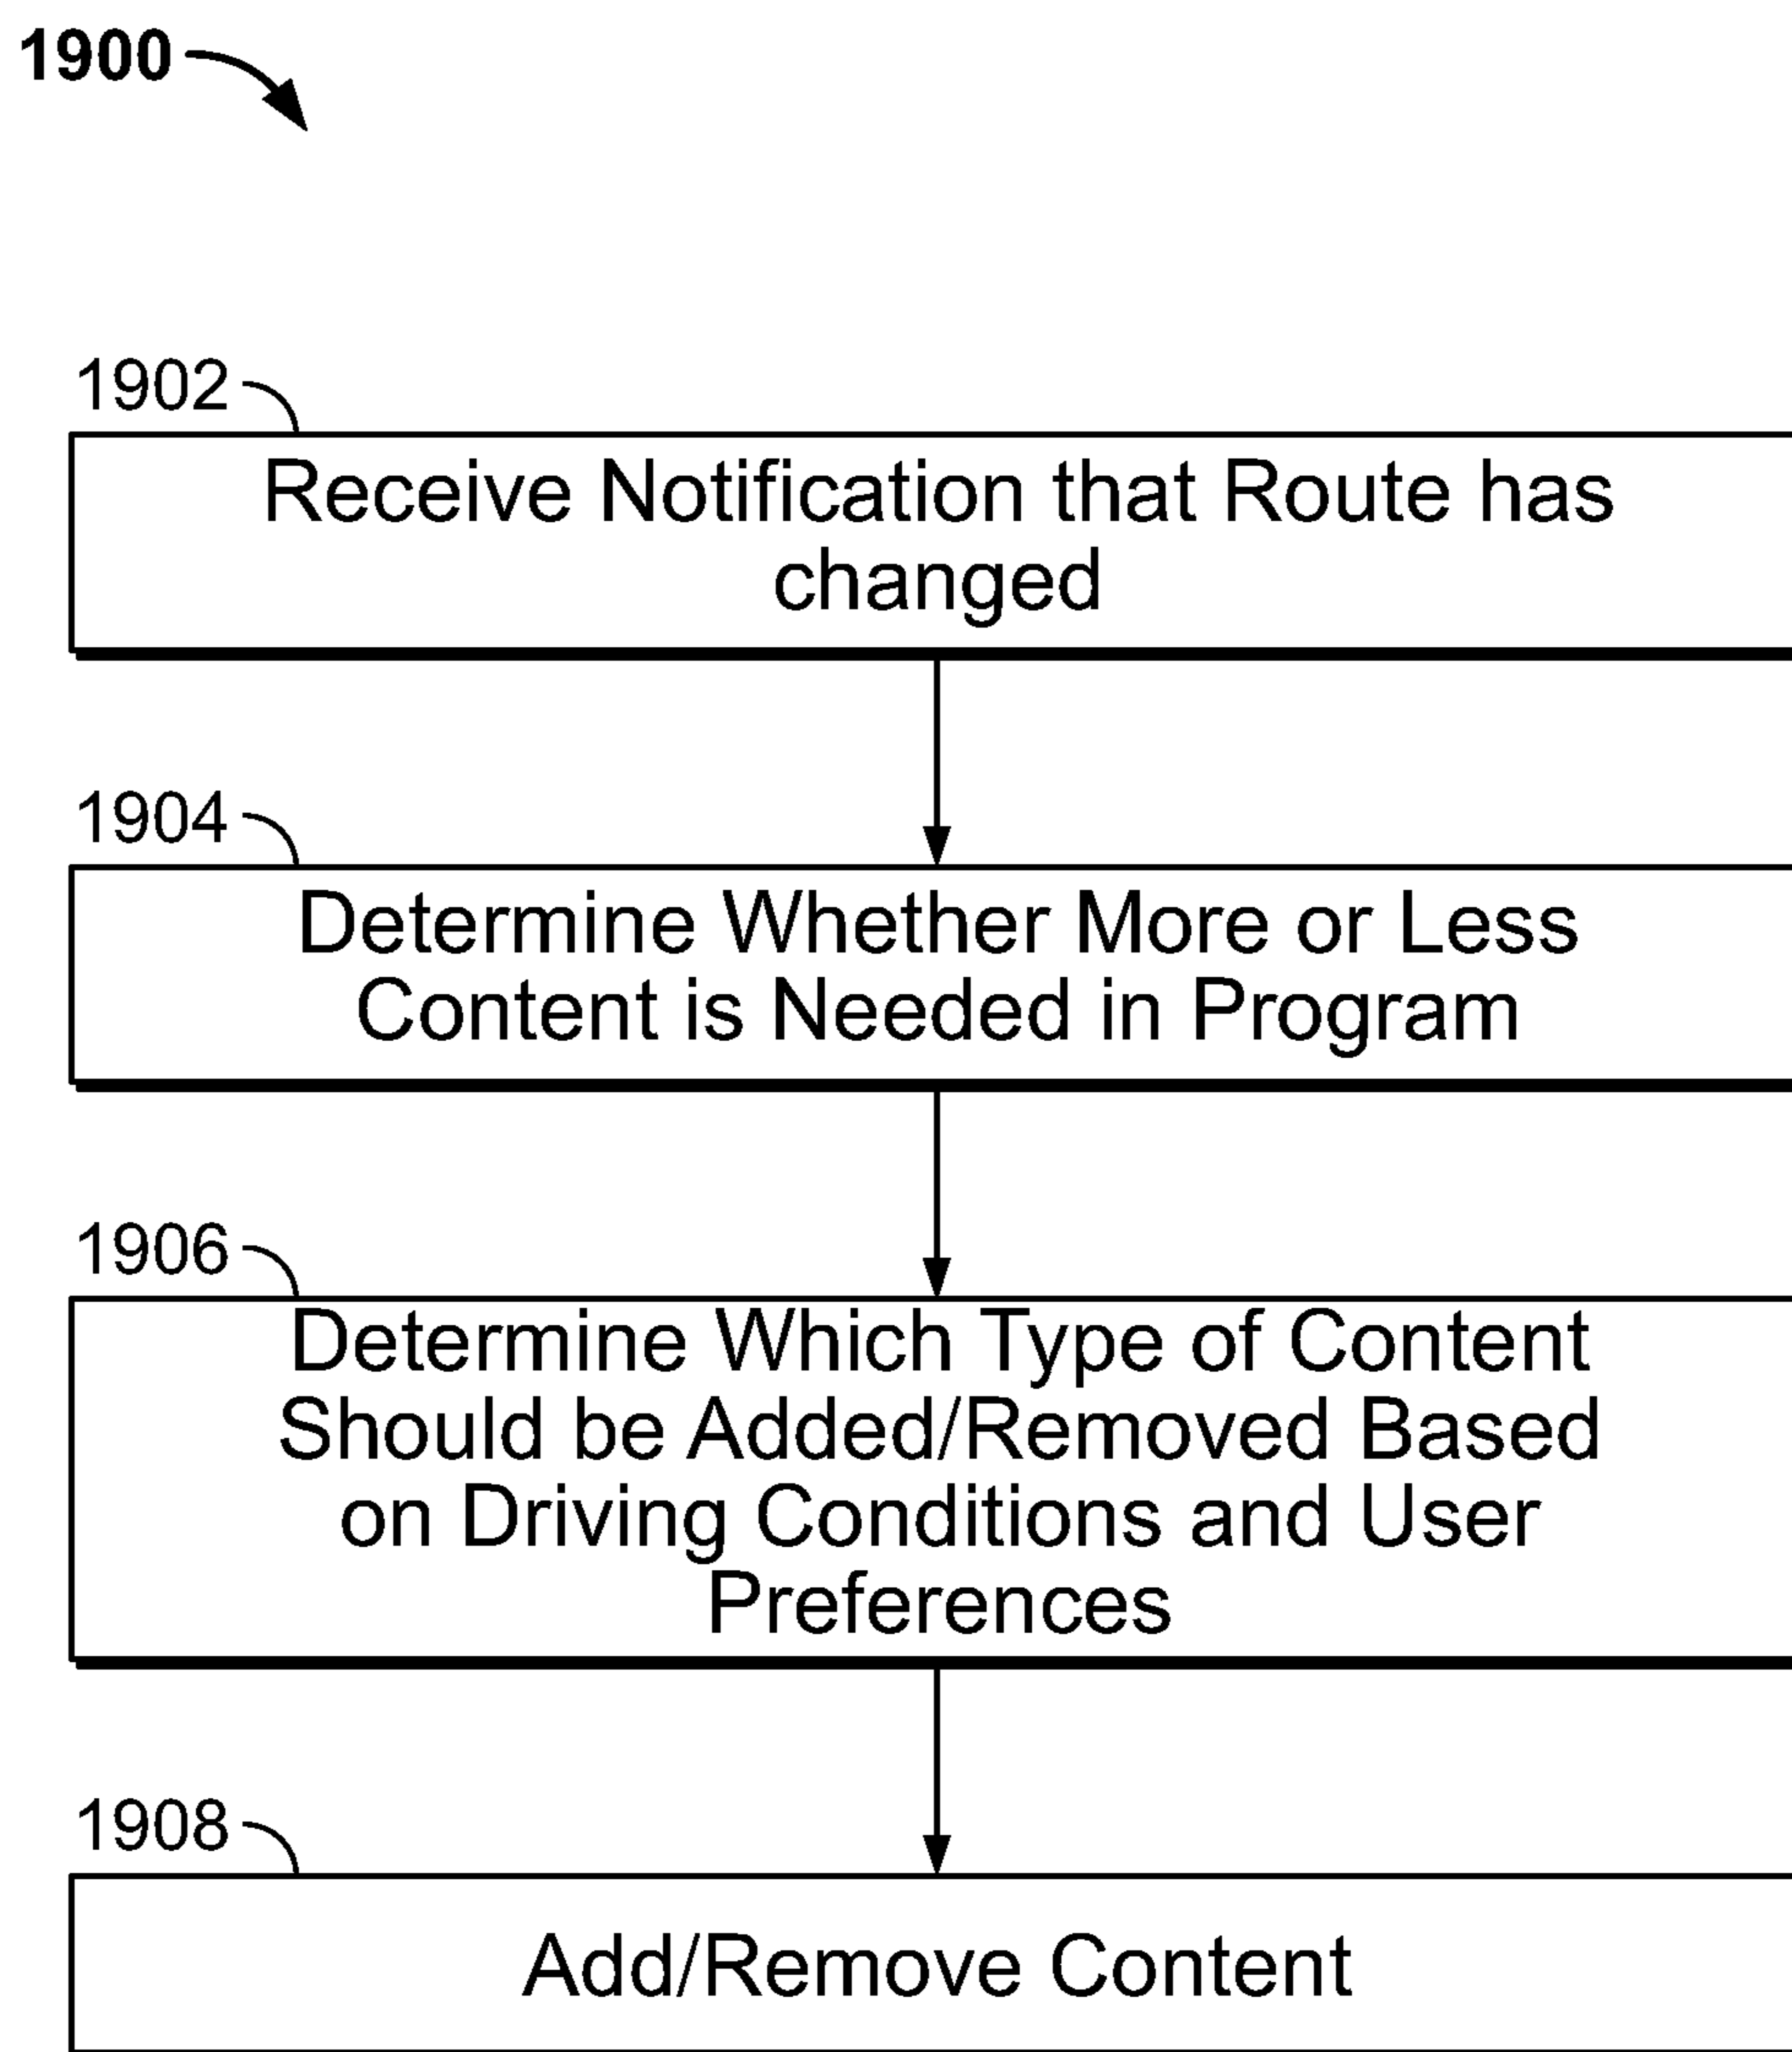 1900
1902
Receive Notification that Route has
changed
1904
Determine Whether More or Less
Content is Needed in Program
1906
Determine Which Type of Content
Should be Added/Removed Based
on Driving Conditions and User
Preferences
1908
Add/Remove Content